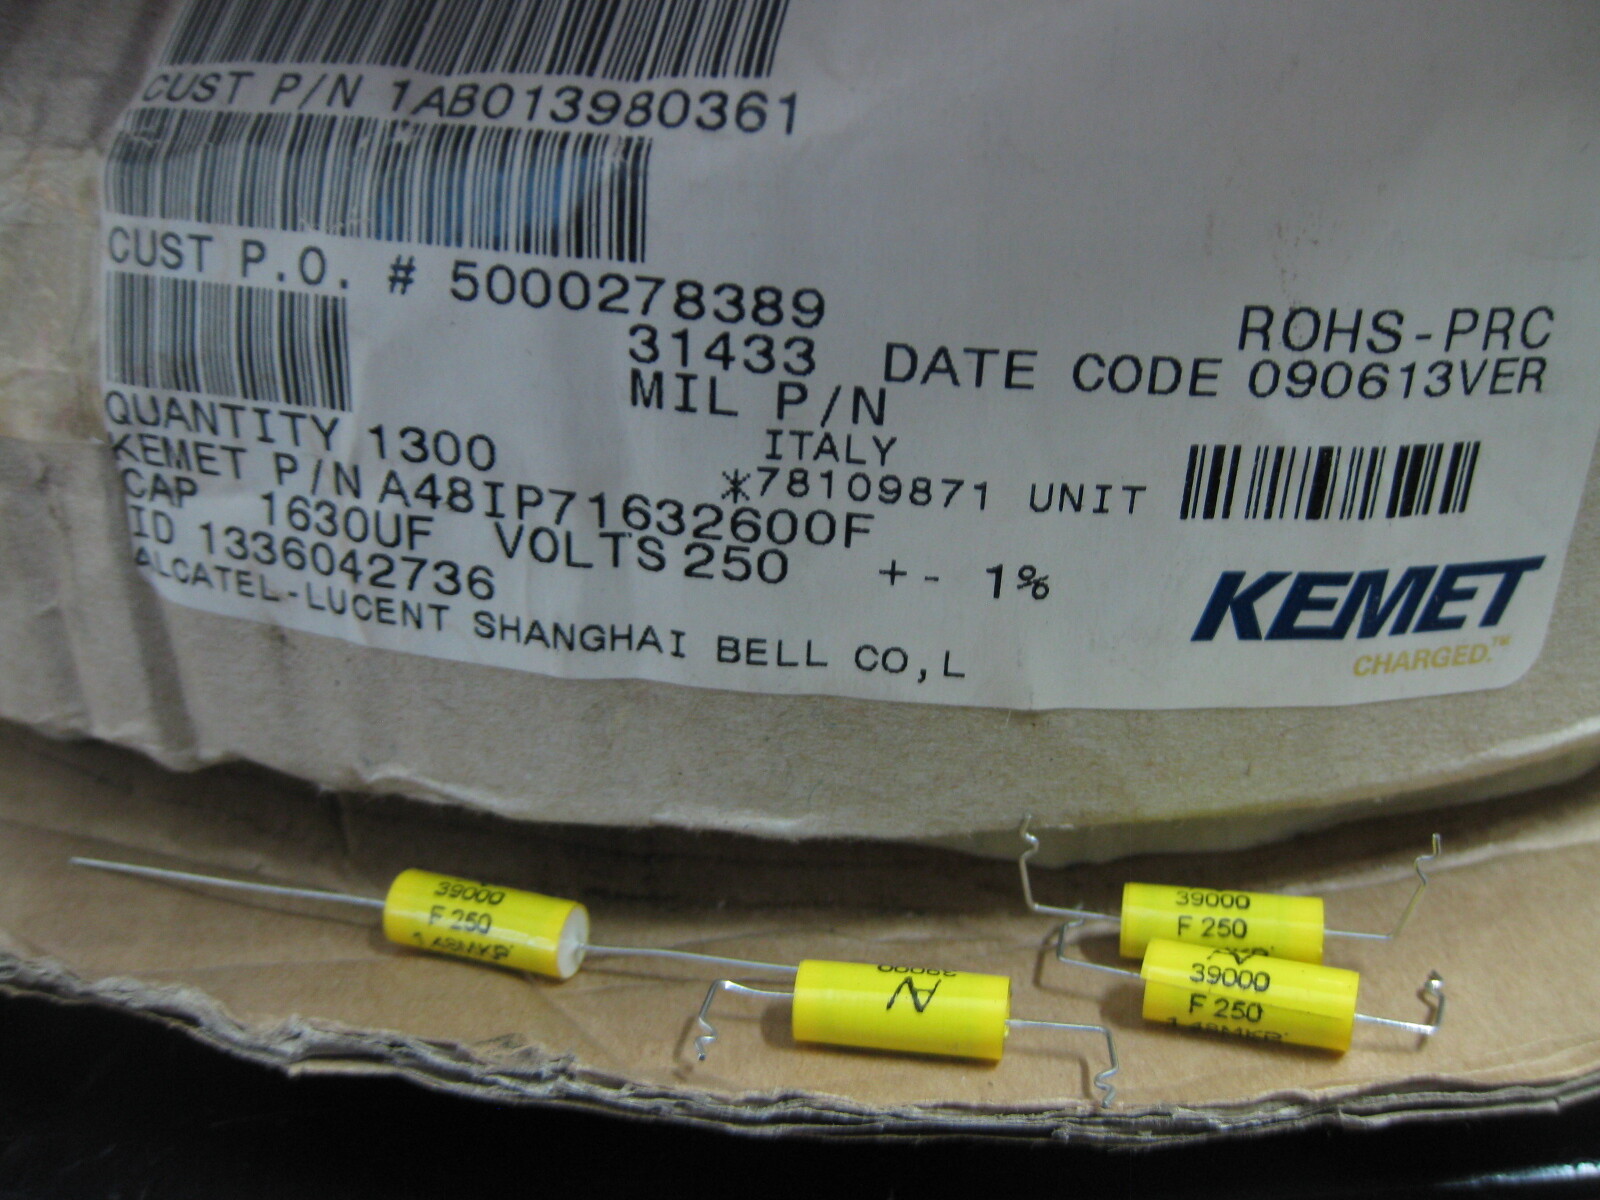 CUST P/N 1AB013980361
CUST P.O. # 5000278389
31433 DATE CODE 090613VER
ROHS-PRC
MIL P/N
QUANTITY 1300
ITALY
KEMET P/N A48IP71632600F
*78109871 UNIT
CAP 1630UF VOLTS 250 +- 1%
ID 1336042736
ALCATEL-LUCENT SHANGHAI BELL CO,L
KEMET
CHARGED.™
39000
F 250
39000
39000
F 250
39000
F 250